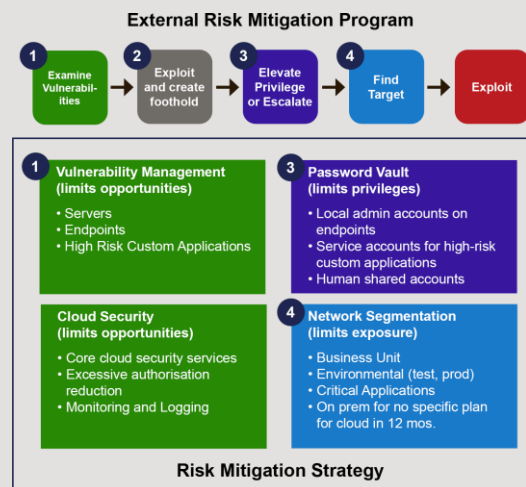 External Risk Mitigation Program
1
Examine
Vulnerabil-
ities
2
Exploit
and create
foothold
3
Elevate
Privilege
or Escalate
4
Find
Target
Exploit
1
Vulnerability Management
(limits opportunities)
• Servers
• Endpoints
• High Risk Custom Applications
3
Password Vault
(limits privileges)
• Local admin accounts on
endpoints
• Service accounts for high-risk
custom applications
• Human shared accounts
Cloud Security
(limits opportunities)
• Core cloud security services
• Excessive authorisation
reduction
• Monitoring and Logging
4
Network Segmentation
(limits exposure)
• Business Unit
• Environmental (test, prod)
• Critical Applications
• On prem for no specific plan
for cloud in 12 mos.
Risk Mitigation Strategy